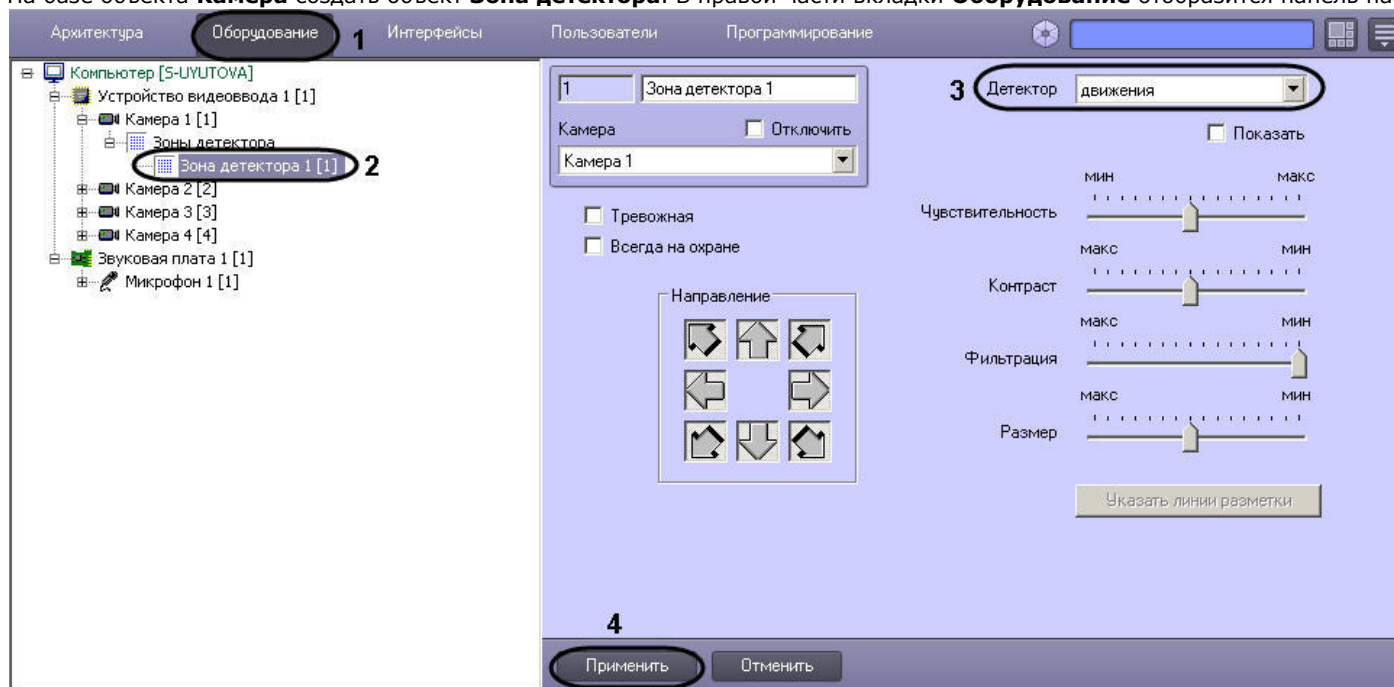 На базе объекта Камера создать объект Зона детектора. В правой части вкладки Оборудование отобразится панель
Архитектура Оборудование 1 Интерфейсы Пользователи Программирование
Компьютер [S-UYUTOVA]
Устройство видеоввода 1 [1]
Камера 1 [1]
Зоны детектора
Зона детектора 1 [1] 2
Камера 2 [2]
Камера 3 [3]
Камера 4 [4]
Звуковая плата 1 [1]
Микрофон 1 [1]
1 Зона детектора 1
Камера Отключить
Камера 1
Тревожная
Всегда на охране
Направление
3 Детектор движения
Показать
мин макс
Чувствительность
макс мин
Контраст
макс мин
Фильтрация
макс мин
Размер
Указать линии разметки
4
Применить Отменить